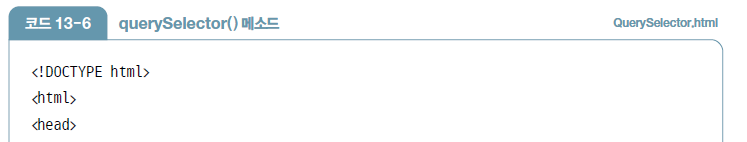 코드 13-6 querySelector() 메소드 QuerySelector.html
<!DOCTYPE html>
<html>
<head>